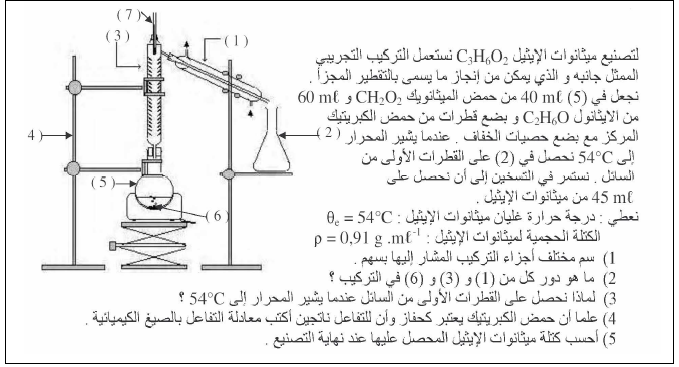 ( 7 )
( 3 )
( 1 )
( 4
( 2 )
( 5 )
( 6 )
لتصنيع ميثانوات الإيثيل C₃H₆O₂ نستعمل التركيب التجريبي
الممثل جانبه و الذي يمكن من إنجاز ما يسمى بالتقطير المجزأ .
نجعل في (5) 40 mℓ من حمض الميثانويك CH₂O₂ و 60 mℓ
من الايثانول C₂H₆O و بضع قطرات من حمض الكبريتيك
المركز مع بضع حصيات الخفاف . عندما يشير المحرار
إلى 54°C نحصل في (2) على القطرات الأولى من
السائل . نستمر في التسخين إلى أن نحصل على
45 mℓ من ميثانوات الإيثيل .
نعطي : درجة حرارة غليان ميثانوات الإيثيل : θe = 54°C
الكتلة الحجمية لميثانوات الإيثيل : ρ = 0,91 g .mℓ⁻¹
1) سم مختلف أجزاء التركيب المشار إليها بسهم .
2) ما هو دور كل من (1) و (3) و (6) في التركيب ؟
3) لماذا نحصل على القطرات الأولى من السائل عندما يشير المحرار إلى 54°C ؟
4) علما أن حمض الكبريتيك يعتبر كحفاز وأن للتفاعل ناتجين أكتب معادلة التفاعل بالصيغ الكيميائية .
5) أحسب كتلة ميثانوات الإيثيل المحصل عليها عند نهاية التصنيع .